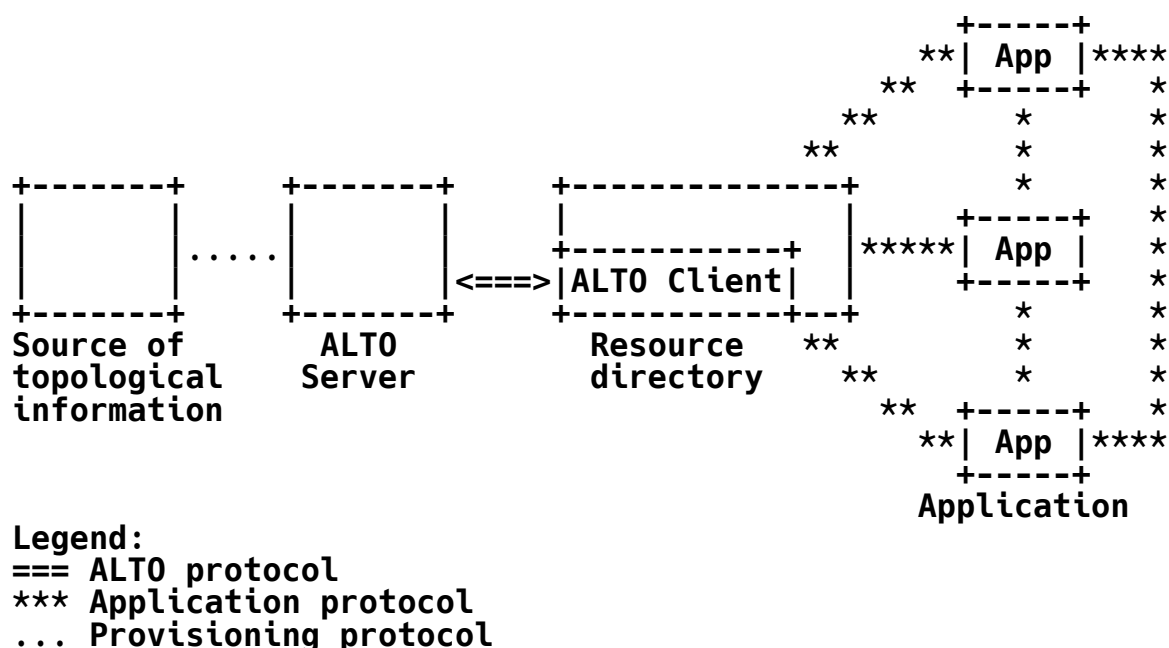 App
App
ALTO Client
Source of topological information
ALTO Server
Resource directory
App
Application
Legend:
=== ALTO protocol
*** Application protocol
... Provisioning protocol